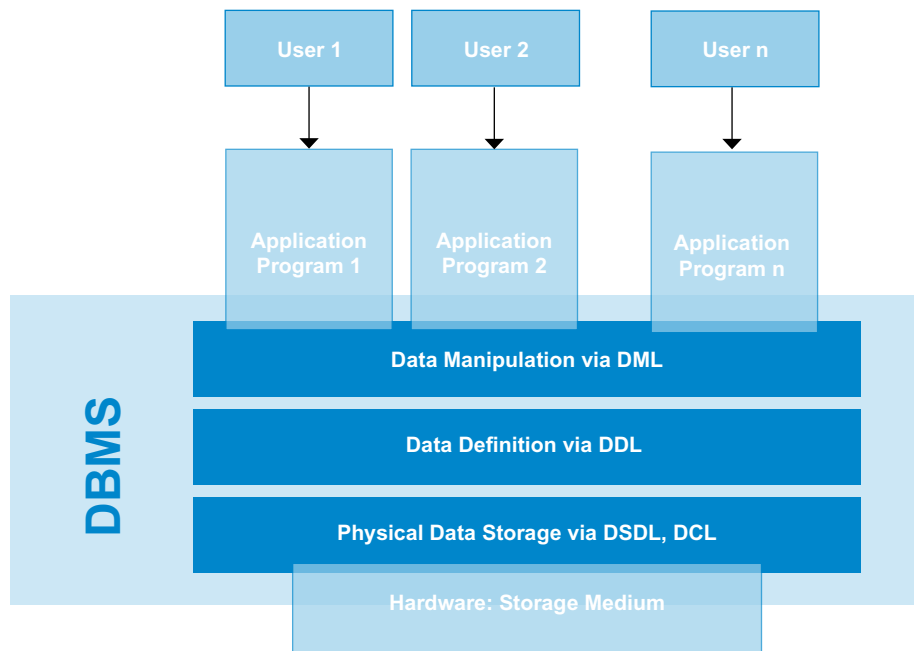 User 1
User 2
User n
Application
Program 1
Application
Program 2
Application
Program n
DBMS
Data Manipulation via DML
Data Definition via DDL
Physical Data Storage via DSDL, DCL
Hardware: Storage Medium